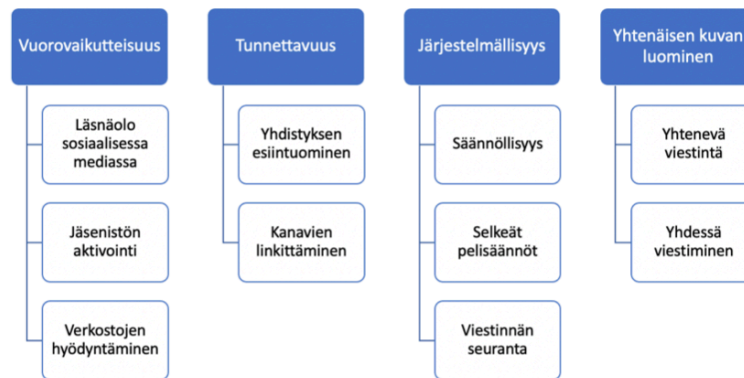 Vuorovaikutteisuus
Läsnäolo
sosiaalisessa
mediassa
Jäsenistön
aktivointi
Verkostojen
hyödyntäminen
Tunnettavuus
Yhdistyksen
esiintuominen
Kanavien
linkittäminen
Järjestelmällisyys
Säännöllisyys
Selkeät
pelisäännöt
Viestinnän
seuranta
Yhtenäisen kuvan
luominen
Yhtenevä
viestintä
Yhdessä
viestiminen